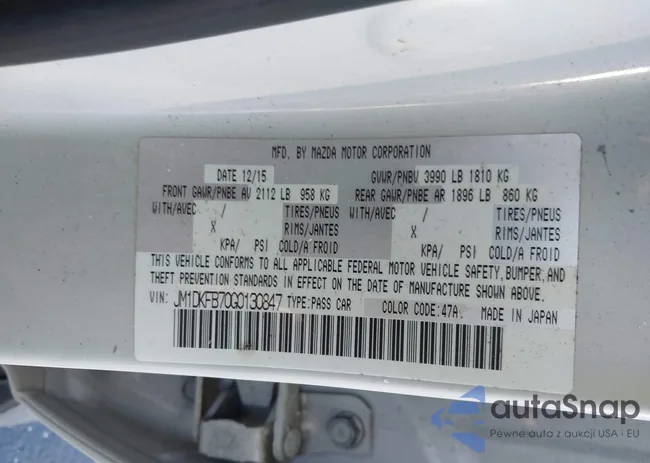 MFD. BY MAZDA MOTOR CORPORATION
DATE 12/15 GVWR/PNBV 3990 LB 1810 KG
FRONT GAWR/PNBE AV 2112 LB 958 KG REAR GAWR/PNBE AR 1896 LB 860 KG
WITH/AVEC / TIRES/PNEUS WITH/AVEC / TIRES/PNEUS
X RIMS/JANTES X RIMS/JANTES
KPA/ PSI COLD/A FROID KPA/ PSI COLD/A FROID
THIS VEHICLE CONFORMS TO ALL APPLICABLE FEDERAL MOTOR VEHICLE SAFETY, BUMPER, AND
THEFT PREVENTION STANDARDS IN EFFECT ON THE DATE OF MANUFACTURE SHOWN ABOVE.
VIN: JM1DKFB70G0130847 TYPE:PASS CAR COLOR CODE:47A. MADE IN JAPAN
autoSnap
Pewne auto z aukcji USA i EU